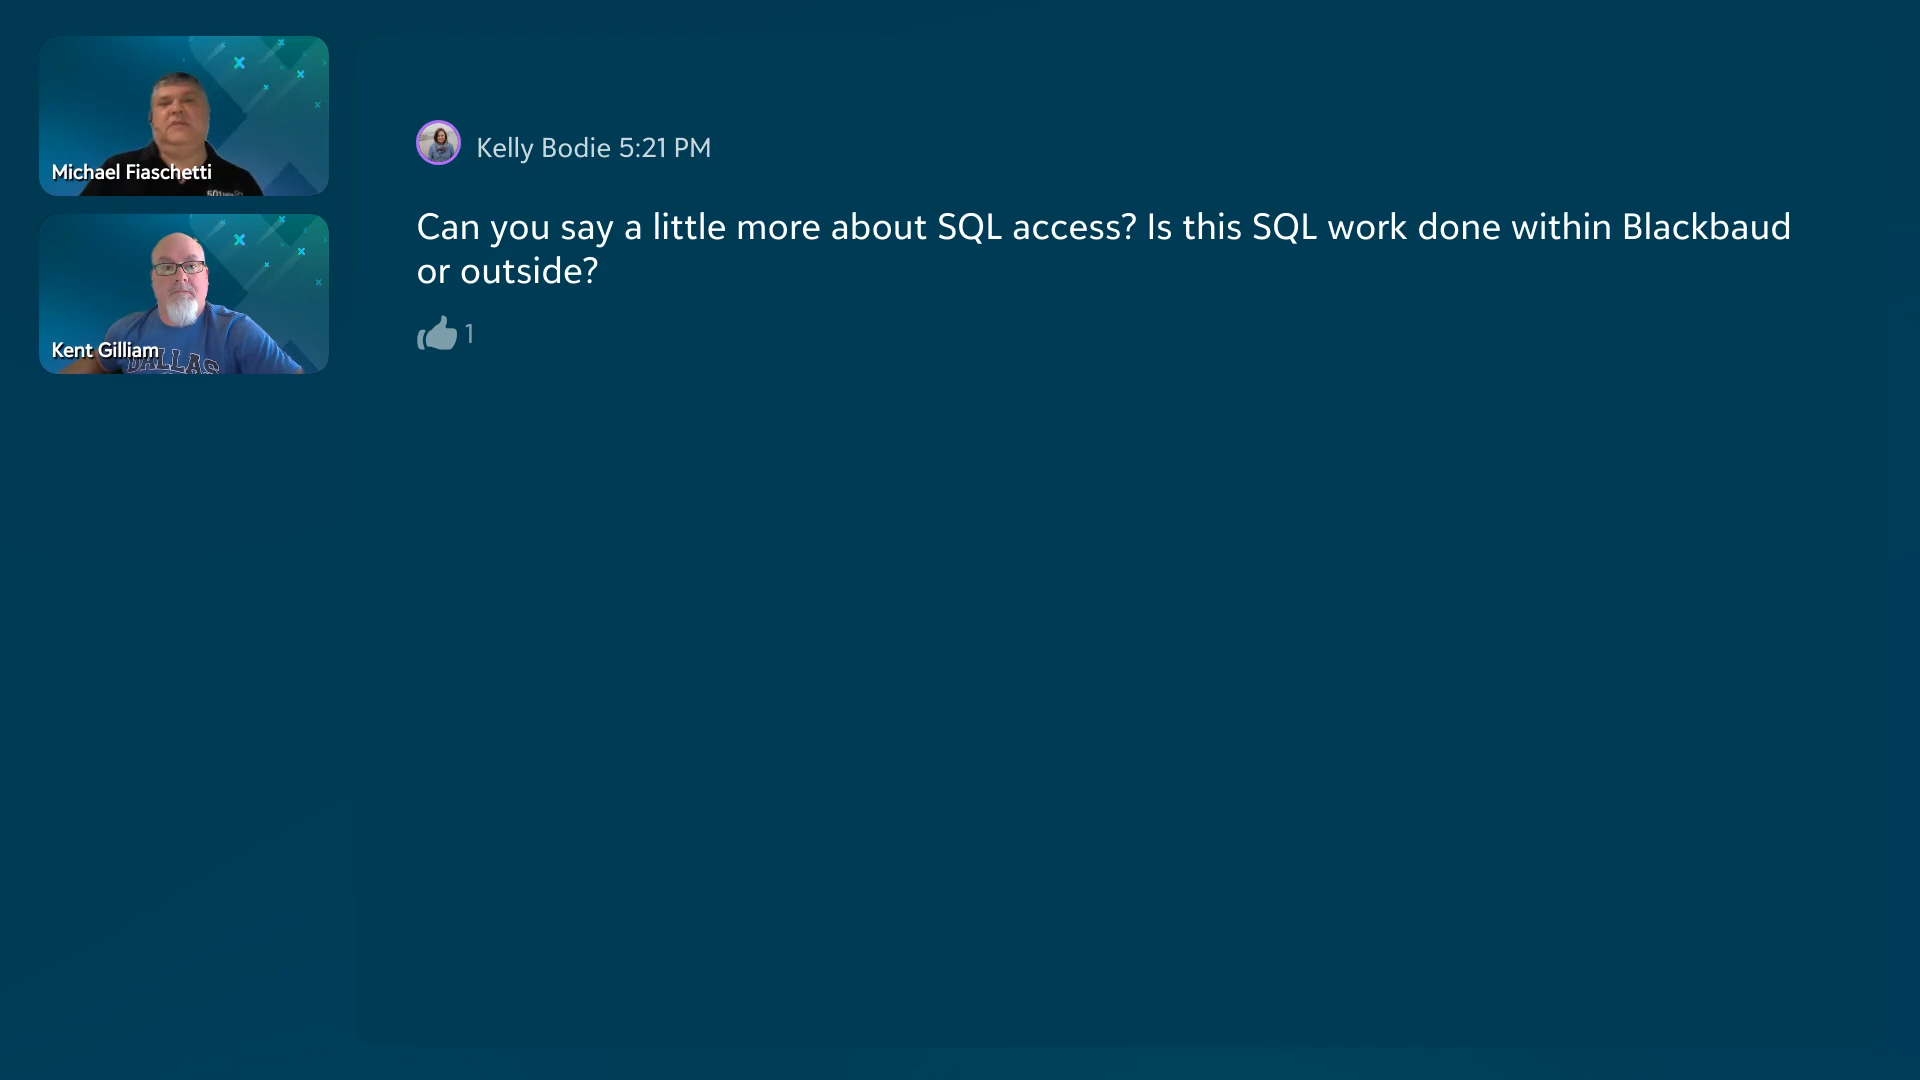 Michael Fiaschetti
Kent Gilliam
DALLAS
Kelly Bodie 5:21 PM
Can you say a little more about SQL access? Is this SQL work done within Blackbaud
or outside?
1